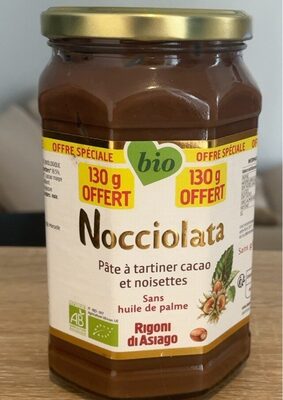 OFFRE SPÉCIALE
bio
OFFRE SPÉCIALE
130 g
OFFERT
130 g
OFFERT
Nocciolata
Pâte à tartiner cacao
et noisettes
Sans
huile de palme
Rigoni
di Asiago
AB